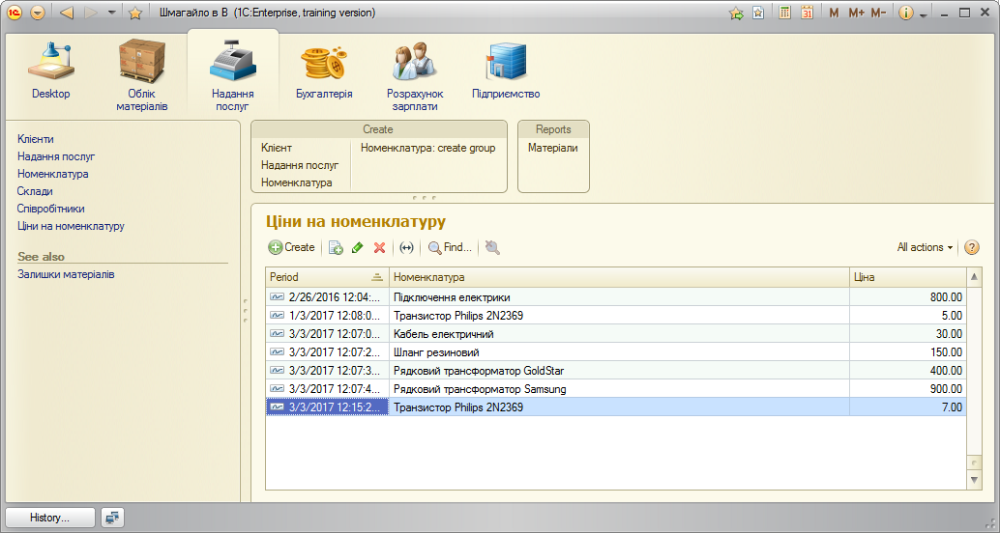 Шмагайло в В (1C:Enterprise, training version)
M M+ M-
Desktop
Облік матеріалів
Надання послуг
Бухгалтерія
Розрахунок зарплати
Підприємство
Клієнти
Надання послуг
Номенклатура
Склади
Співробітники
Ціни на номенклатуру
See also
Залишки матеріалів
Create
Клієнт
Надання послуг
Номенклатура
Номенклатура: create group
Reports
Матеріали
Ціни на номенклатуру
Create Find... All actions
Period Номенклатура Ціна
2/26/2016 12:04:... Підключення електрики 800.00
1/3/2017 12:08:0... Транзистор Philips 2N2369 5.00
3/3/2017 12:07:0... Кабель електричний 30.00
3/3/2017 12:07:2... Шланг резиновий 150.00
3/3/2017 12:07:3... Рядковий трансформатор GoldStar 400.00
3/3/2017 12:07:4... Рядковий трансформатор Samsung 900.00
3/3/2017 12:15:2... Транзистор Philips 2N2369 7.00
History...